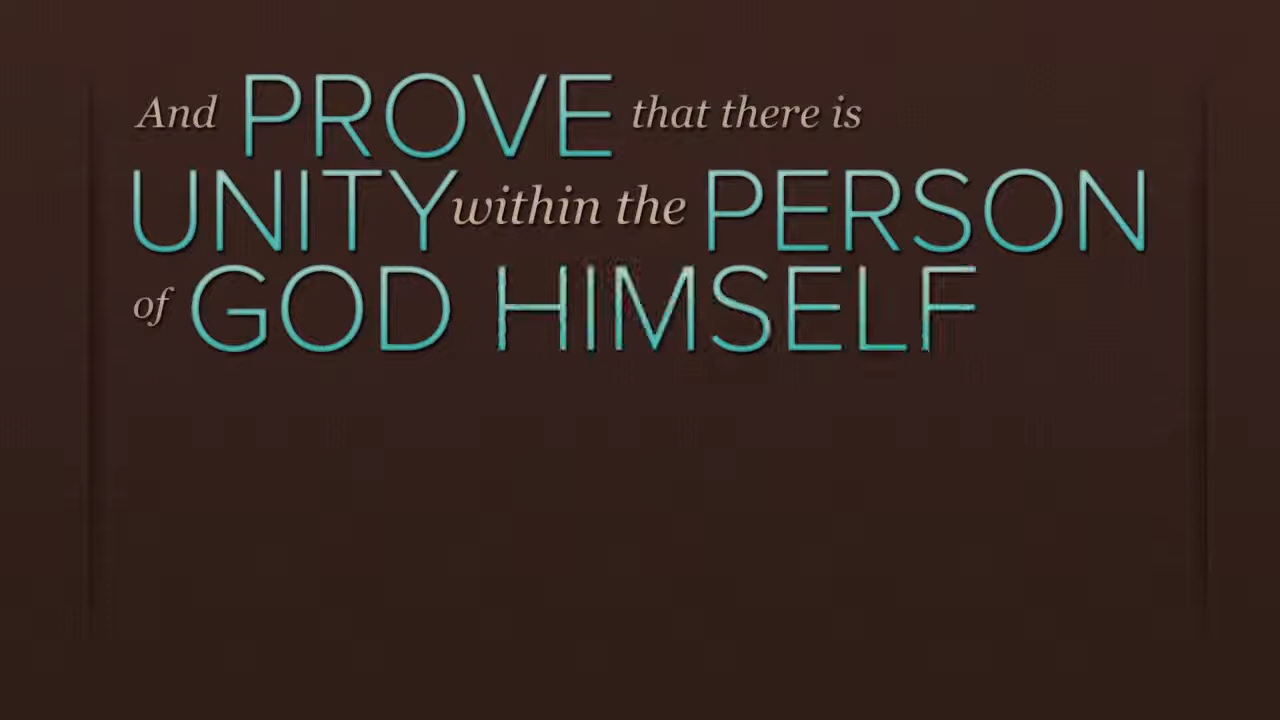 And PROVE that there is
UNITY within the PERSON
of GOD HIMSELF